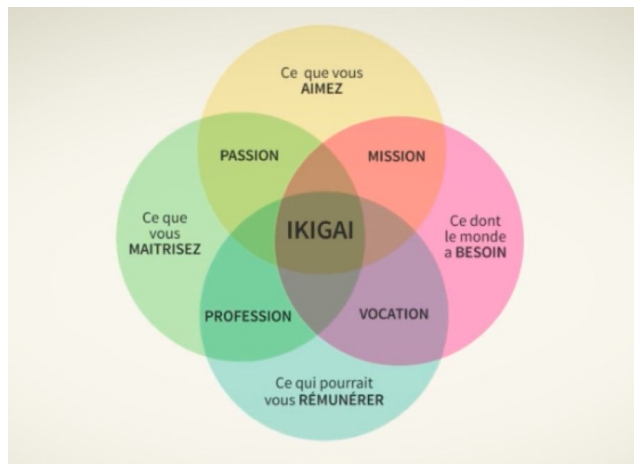 Ce que vous
AIMEZ
PASSION
MISSION
Ce que
vous
MAITRISEZ
IKIGAI
Ce dont
le monde
a BESOIN
PROFESSION
VOCATION
Ce qui pourrait
vous RÉMUNÉRER